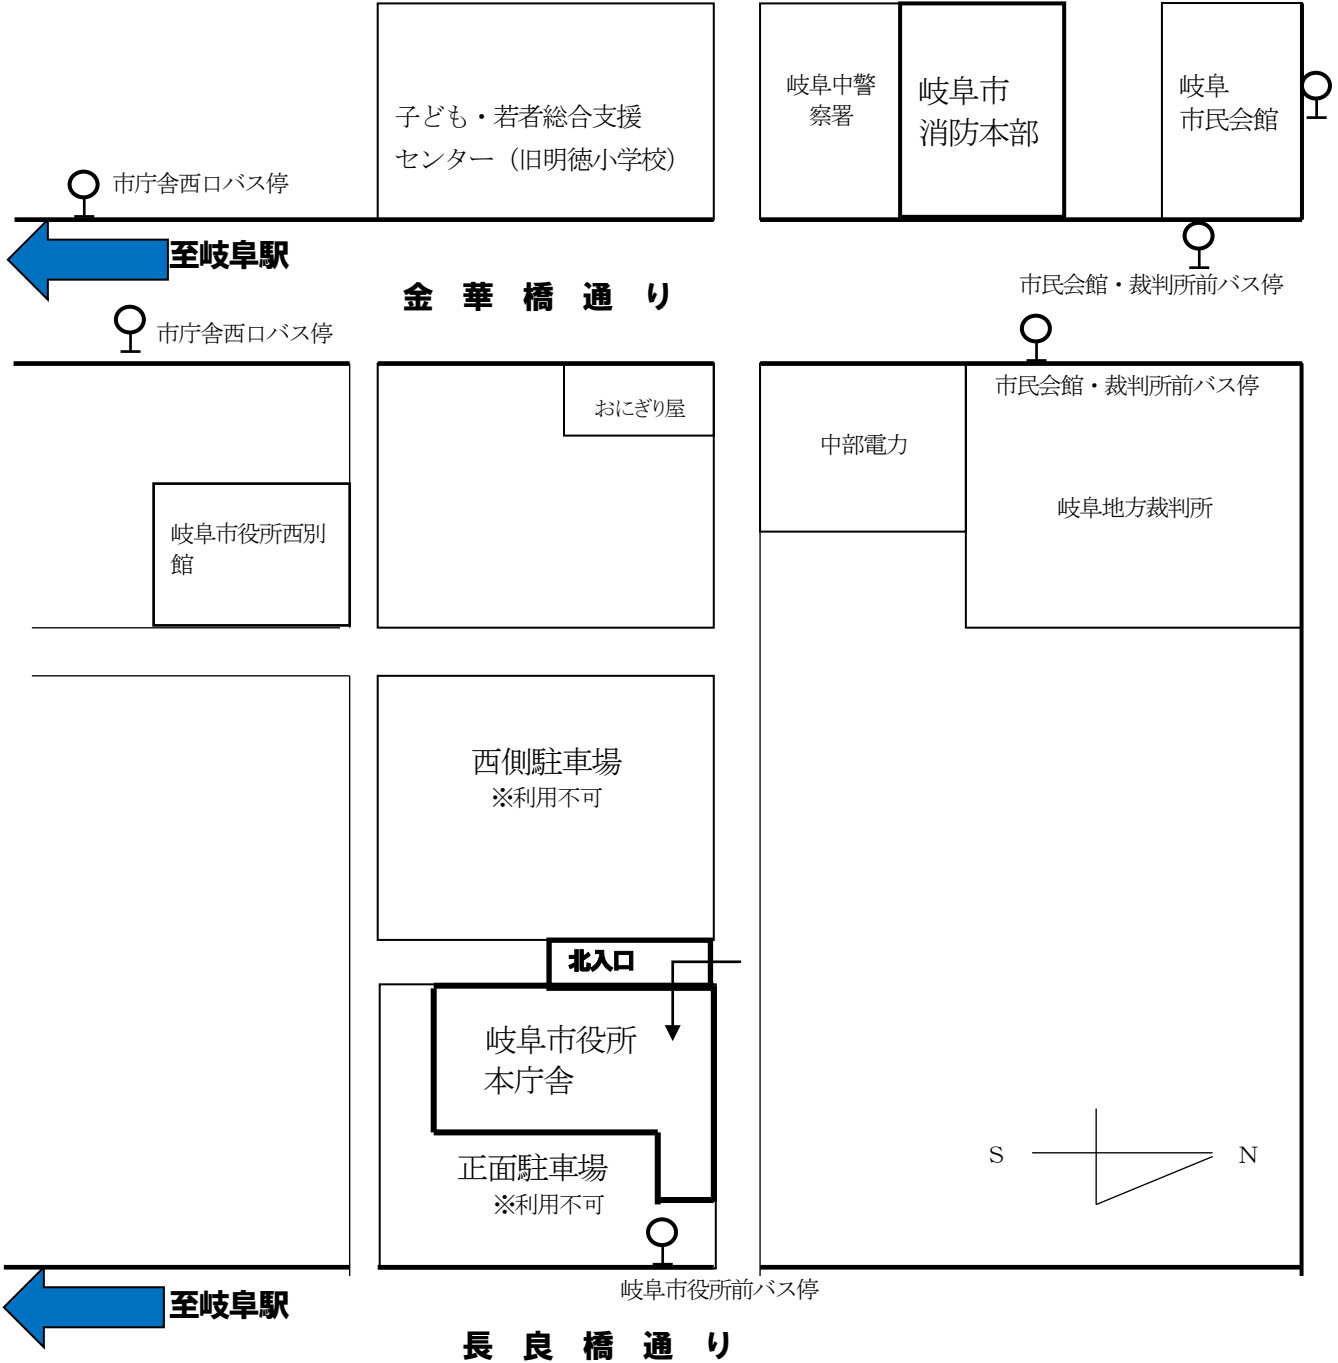 子ども・若者総合支援
センター（旧明徳小学校）
岐阜中警
察署
岐阜市
消防本部
岐阜
市民会館
市庁舎西口バス停
至岐阜駅
金華橋通り
市民会館・裁判所前バス停
市庁舎西口バス停
市民会館・裁判所前バス停
おにぎり屋
中部電力
岐阜地方裁判所
岐阜市役所西別
館
西側駐車場
※利用不可
北入口
岐阜市役所
本庁舎
正面駐車場
※利用不可
S
N
岐阜市役所前バス停
至岐阜駅
長良橋通り